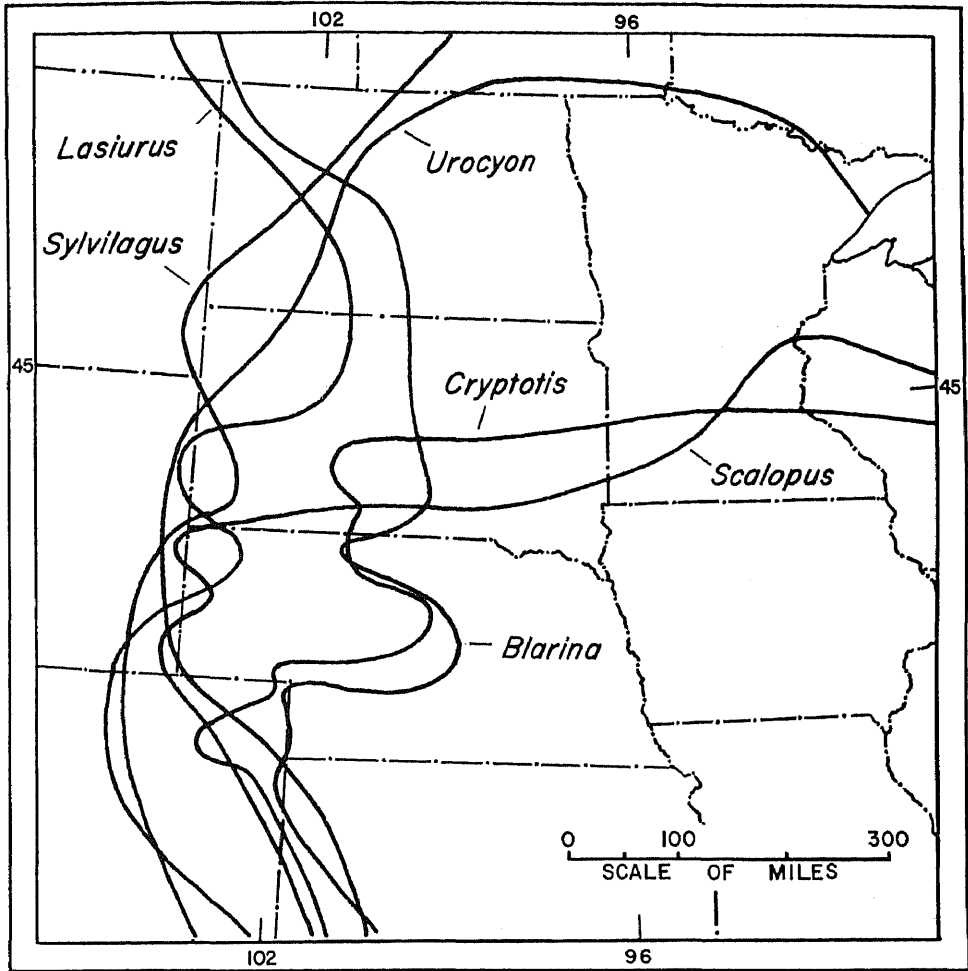 102 96
Lasiurus
Urocyon
Sylvilagus
45
Cryptotis
45
Scalopus
Blarina
0 100 300
SCALE OF MILES
102 96